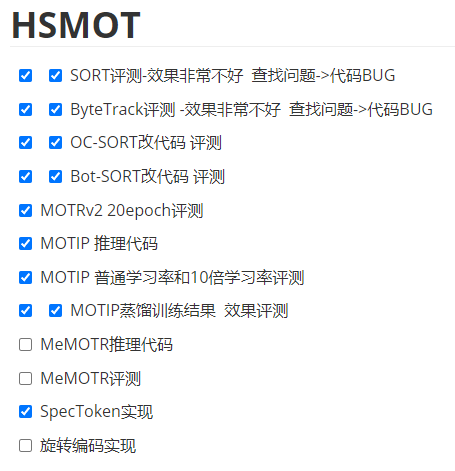 HSMOT
SORT评测-效果非常不好 查找问题->代码BUG
ByteTrack评测 -效果非常不好 查找问题->代码BUG
OC-SORT改代码 评测
Bot-SORT改代码 评测
MOTRv2 20epoch评测
MOTIP 推理代码
MOTIP 普通学习率和10倍学习率评测
MOTIP蒸馏训练结果 效果评测
MeMOTR推理代码
MeMOTR评测
SpecToken实现
旋转编码实现